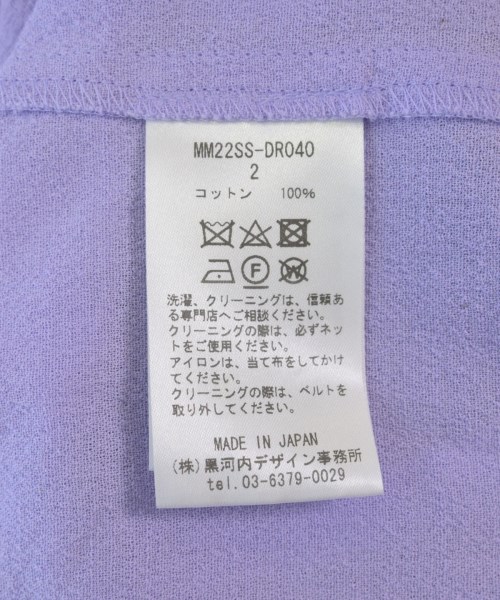 MM22SS-DR040
2
コットン 100%
F
W
洗濯、クリーニングは、信頼あ
る専門店へご相談ください。
クリーニングの際は、必ずネッ
トをご使用ください。
アイロンは、当て布をしてかけ
てください。
クリーニングの際は、ベルトを
取り外してください。
MADE IN JAPAN
(株)黒河内デザイン事務所
tel.03-6379-0029